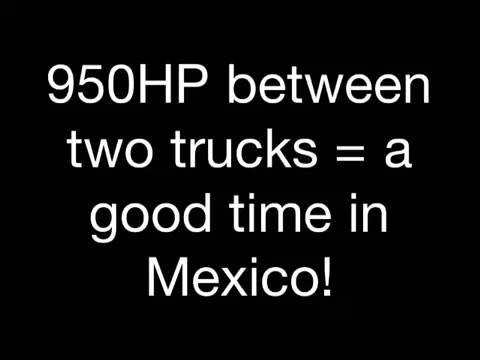 950HP between
two trucks = a
good time in
Mexico!